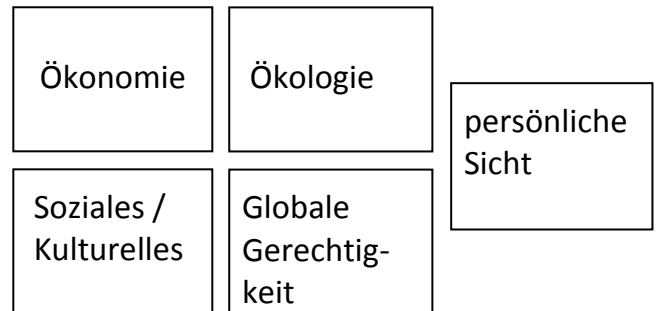 Ökonomie
Ökologie
persönliche
Sicht
Soziales /
Kulturelles
Globale
Gerechtig-
keit